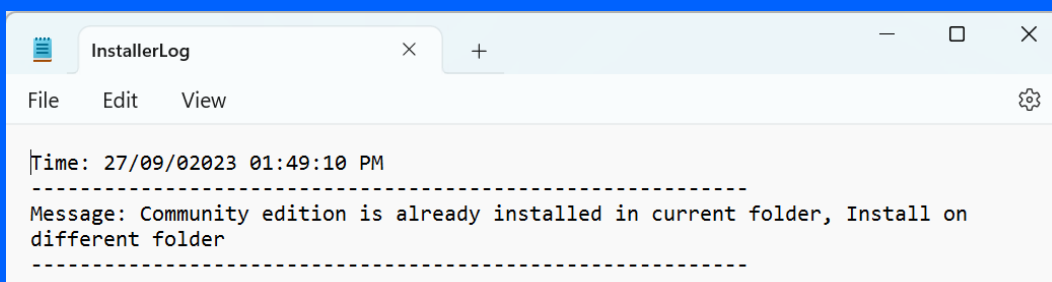 InstallerLog
File Edit View
Time: 27/09/02023 01:49:10 PM
-----------------------------------------------------------
Message: Community edition is already installed in current folder, Install on
different folder
-----------------------------------------------------------